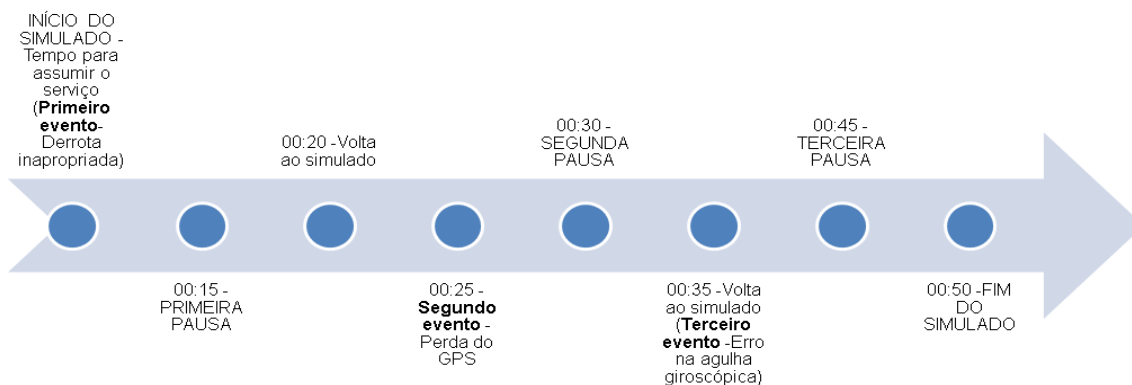 INÍCIO DO
SIMULADO -
Tempo para
assumir o
serviço
(Primeiro
evento-
Derrota
inapropriada)
00:15 -
PRIMEIRA
PAUSA
00:20 -Volta
ao simulado
00:25 -
Segundo
evento -
Perda do
GPS
00:30 -
SEGUNDA
PAUSA
00:35 -Volta
ao simulado
(Terceiro
evento -Erro
na agulha
giroscópica)
00:45 -
TERCEIRA
PAUSA
00:50 -FIM
DO
SIMULADO